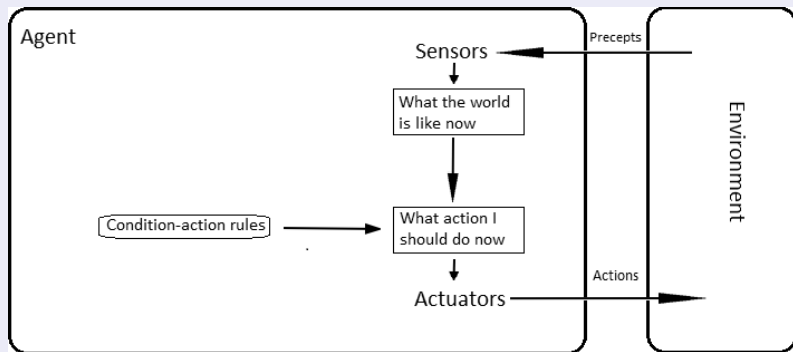 Agent
Sensors
Precepts
What the world
is like now
Environment
Condition-action rules
What action I
should do now
Actuators
Actions